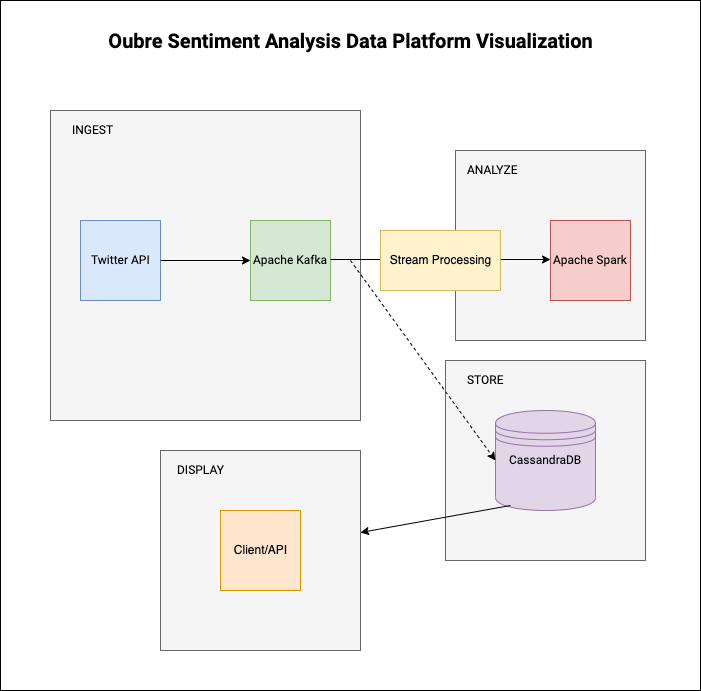 Oubre Sentiment Analysis Data Platform Visualization
INGEST
Twitter API
Apache Kafka
Stream Processing
ANALYZE
Apache Spark
STORE
CassandraDB
DISPLAY
Client/API